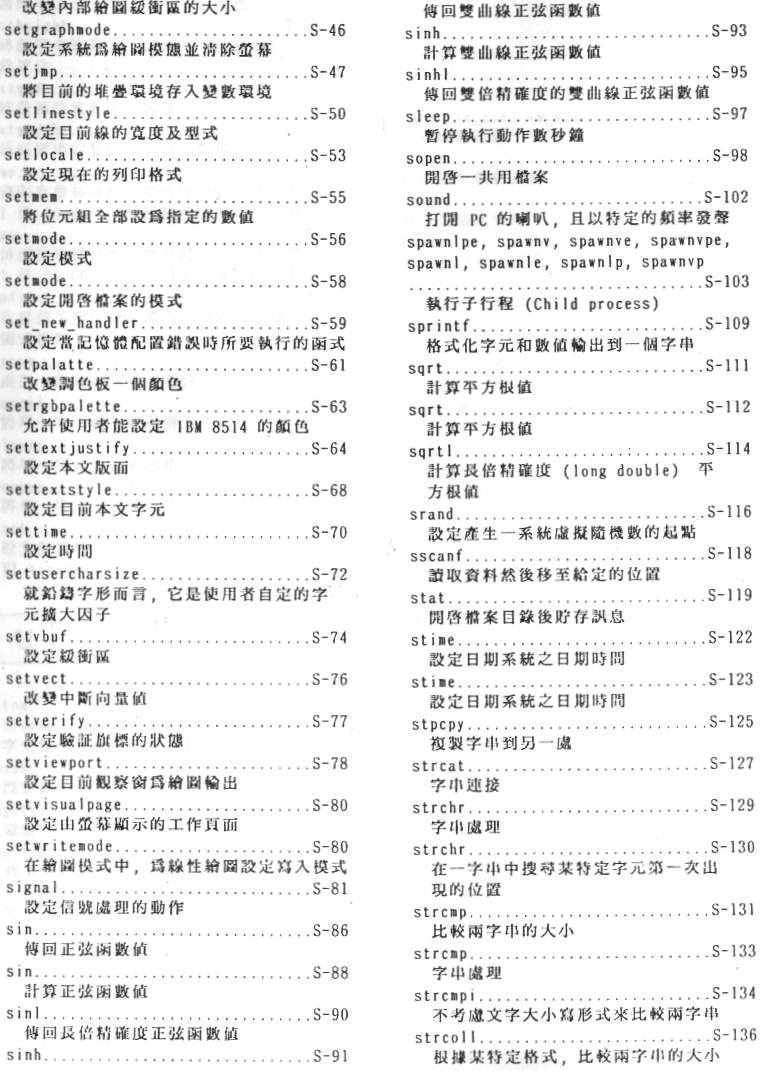 改變內部繪圖緩衝區的大小
setgraphmode........................S-46
設定系統爲繪圖模態並清除螢幕
setjmp..............................S-47
將目前的堆疊環境存入變數環境
setlinestyle........................S-50
設定目前線的寬度及型式
setlocale...........................S-53
設定現在的列印格式
setmem..............................S-55
將位元組全部設爲指定的數値
setmode.............................S-56
設定模式
setmode.............................S-58
設定開啓檔案的模式
set_new_handler.....................S-59
設定當記憶體配置錯誤時所要執行的函式
setpalatte..........................S-61
改變調色板一個顏色
setrgbpalette.......................S-63
允許使用者能設定 IBM 8514 的顏色
settextjustify......................S-64
設定本文版面
settextstyle........................S-68
設定目前本文字元
settime.............................S-70
設定時間
setusercharsize.....................S-72
就鉛鑄字形而言，它是使用者自定的字
元擴大因子
setvbuf.............................S-74
設定緩衝區
setvect.............................S-76
改變中斷向量値
setverify...........................S-77
設定驗証旗標的狀態
setviewport.........................S-78
設定目前觀察窗爲繪圖輸出
setvisualpage.......................S-80
設定由螢幕顯示的工作頁面
setwritemode........................S-80
在繪圖模式中，爲線性繪圖設定寫入模式
signal..............................S-81
設定信號處理的動作
sin.................................S-86
傳回正弦函數値
sin.................................S-88
計算正弦函數値
sinl................................S-90
傳回長倍精確度正弦函數値
sinh................................S-91
傳回雙曲線正弦函數値
sinh................................S-93
計算雙曲線正弦函數値
sinhl...............................S-95
傳回雙倍精確度的雙曲線正弦函數値
sleep...............................S-97
暫停執行動作數秒鐘
sopen...............................S-98
開啓一共用檔案
sound...............................S-102
打開 PC 的喇叭，且以特定的頻率發聲
spawnlpe, spawnv, spawnve, spawnvpe,
spawnl, spawnle, spawnlp, spawnvp
....................................S-103
執行子行程 (Child process)
sprintf.............................S-109
格式化字元和數値輸出到一個字串
sqrt................................S-111
計算平方根値
sqrt................................S-112
計算平方根値
sqrtl...............................S-114
計算長倍精確度 (long double) 平
方根値
srand...............................S-116
設定產生一系統虛擬隨機數的起點
sscanf..............................S-118
讀取資料然後移至給定的位置
stat................................S-119
開啓檔案目錄後貯存訊息
stime...............................S-122
設定日期系統之日期時間
stime...............................S-123
設定日期系統之日期時間
stpcpy..............................S-125
複製字串到另一處
strcat..............................S-127
字串連接
strchr..............................S-129
字串處理
strchr..............................S-130
在一字串中搜尋某特定字元第一次出
現的位置
strcmp..............................S-131
比較兩字串的大小
strcmp..............................S-133
字串處理
strcmpi.............................S-134
不考慮文字大小寫形式來比較兩字串
strcoll.............................S-136
根據某特定格式，比較兩字串的大小